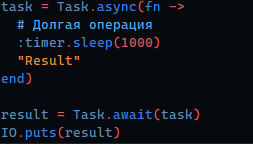 task = Task.async(fn ->
  # Долгая операция
  :timer.sleep(1000)
  "Result"
end)

result = Task.await(task)
IO.puts(result)